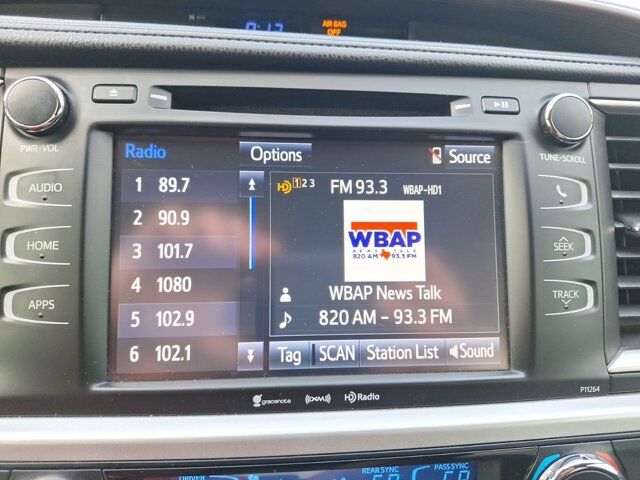 AIR BAG
OFF
PWR•VOL
TUNE•SCROLL
Radio
Options
Source
AUDIO
HOME
APPS
1 89.7
2 90.9
3 101.7
4 1080
5 102.9
6 102.1
HD 1 2 3 FM 93.3 WBAP-HD1
WBAP
NEWS TALK
820 AM 93.3 FM
WBAP News Talk
820 AM – 93.3 FM
Tag SCAN Station List Sound
SEEK
TRACK
gracenote ((XM)) HD Radio
P11264
DRIVER
REAR SYNC
PASS SYNC